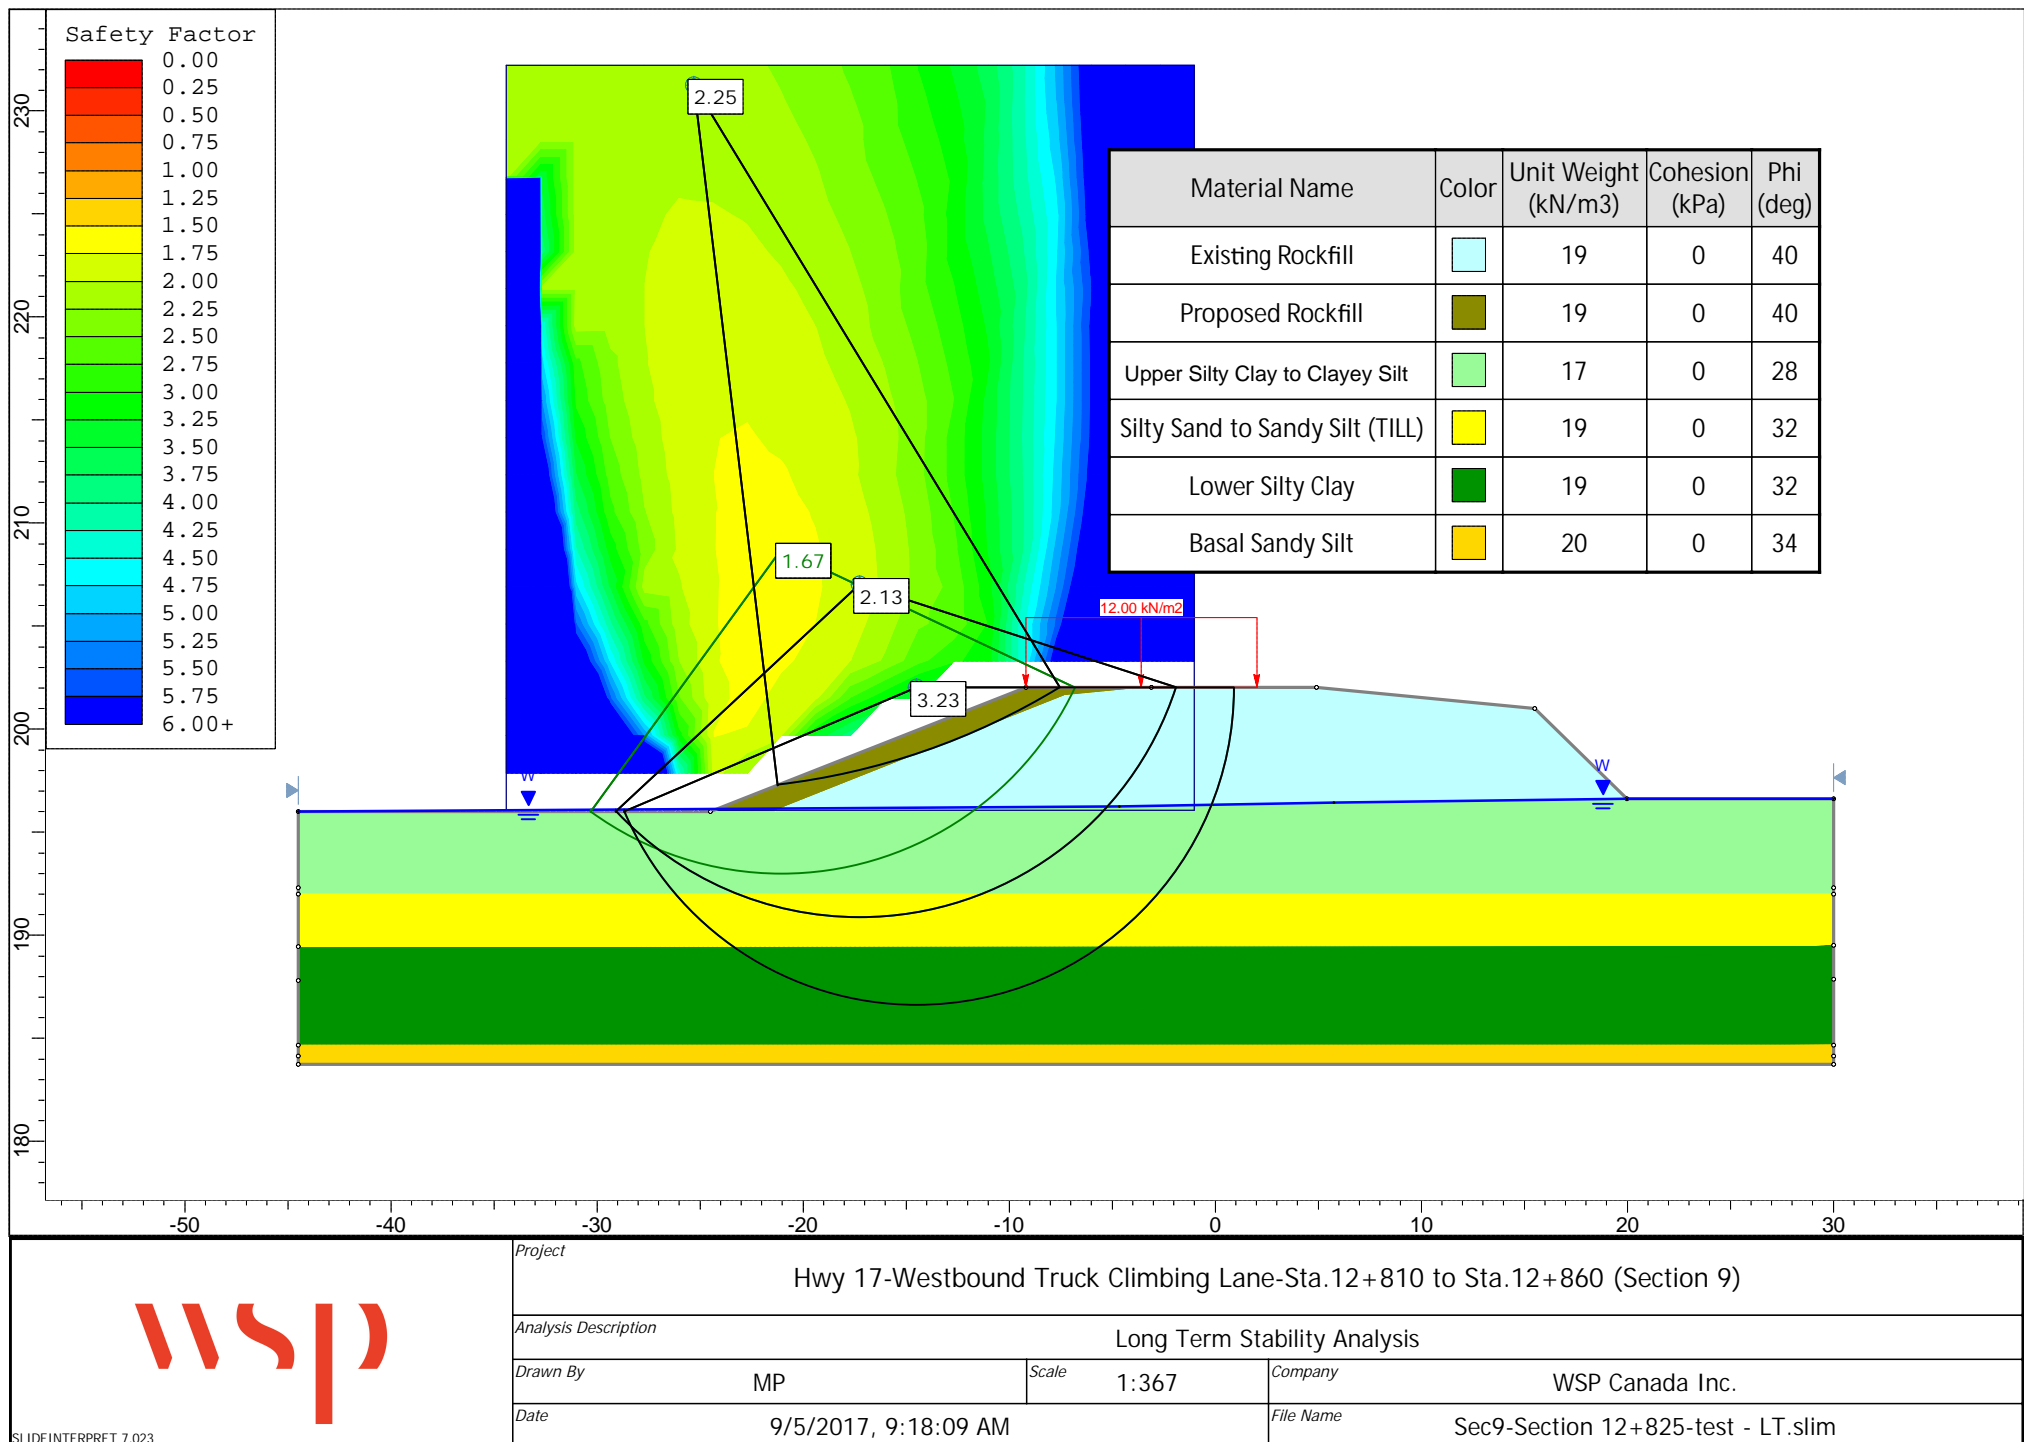 Safety Factor
0.00
0.25
0.50
0.75
1.00
1.25
1.50
1.75
2.00
2.25
2.50
2.75
3.00
3.25
3.50
3.75
4.00
4.25
4.50
4.75
5.00
5.25
5.50
5.75
6.00+
230
220
210
200
190
180
2.25
1.67
2.13
3.23
12.00 kN/m2
W
W
Material Name Color Unit Weight (kN/m3) Cohesion (kPa) Phi (deg)
Existing Rockfill 19 0 40
Proposed Rockfill 19 0 40
Upper Silty Clay to Clayey Silt 17 0 28
Silty Sand to Sandy Silt (TILL) 19 0 32
Lower Silty Clay 19 0 32
Basal Sandy Silt 20 0 34
-50 -40 -30 -20 -10 0 10 20 30
wsp
SLIDEINTERPRET 7.023
Project
Hwy 17-Westbound Truck Climbing Lane-Sta.12+810 to Sta.12+860 (Section 9)
Analysis Description
Long Term Stability Analysis
Drawn By MP Scale 1:367 Company WSP Canada Inc.
Date 9/5/2017, 9:18:09 AM File Name Sec9-Section 12+825-test - LT.slim